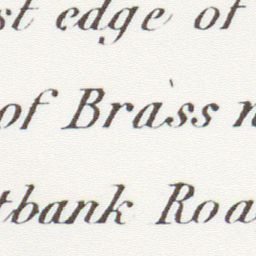 st edge of
of Brass n
tbank Roa